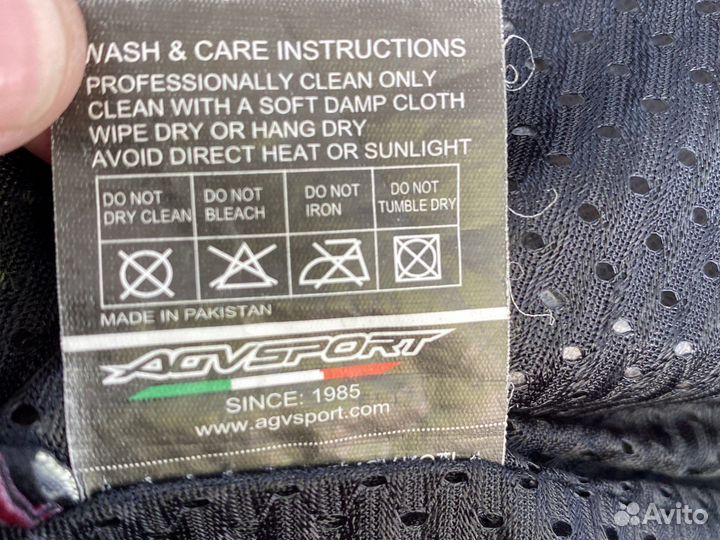 WASH & CARE INSTRUCTIONS
PROFESSIONALLY CLEAN ONLY
CLEAN WITH A SOFT DAMP CLOTH
WIPE DRY OR HANG DRY
AVOID DIRECT HEAT OR SUNLIGHT
DO NOT DRY CLEAN
DO NOT BLEACH
DO NOT IRON
DO NOT TUMBLE DRY
MADE IN PAKISTAN
AGVSPORT
SINCE: 1985
www.agvsport.com
Avito